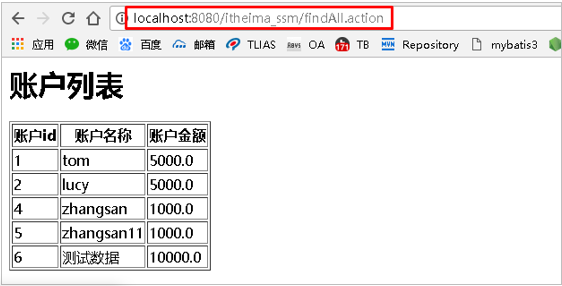 localhost:8080/itheima_ssm/findAll.action
应用 微信 百度 邮箱 TLIAS RBVS OA 171 TB MVN Repository mybatis3
账户列表
账户id 账户名称 账户金额
1 tom 5000.0
2 lucy 5000.0
4 zhangsan 1000.0
5 zhangsan11 1000.0
6 测试数据 10000.0